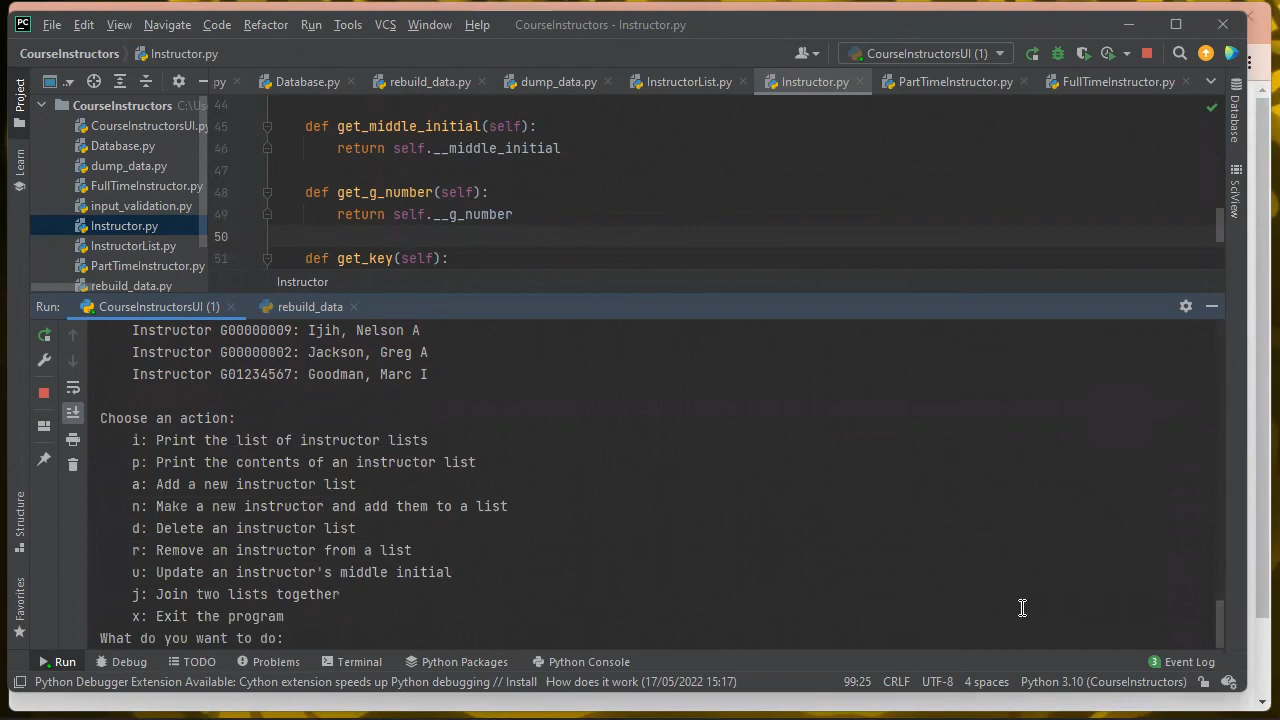 PC File Edit View Navigate Code Refactor Run Tools VCS Window Help CourseInstructors - Instructor.py
CourseInstructors Instructor.py CourseInstructorsUI (1)
py Database.py rebuild_data.py dump_data.py InstructorList.py Instructor.py PartTimeInstructor.py FullTimeInstructor.py
Project
Learn
Structure
Favorites
CourseInstructors C:\Use
CourseInstructorsUI.py
Database.py
dump_data.py
FullTimeInstructor.py
input_validation.py
Instructor.py
InstructorList.py
PartTimeInstructor.py
rebuild_data.py
44
45 def get_middle_initial(self):
46 return self.__middle_initial
47
48 def get_g_number(self):
49 return self.__g_number
50
51 def get_key(self):
Instructor
Database
SciView
Run: CourseInstructorsUI (1) rebuild_data
Instructor G00000009: Ijih, Nelson A
Instructor G00000002: Jackson, Greg A
Instructor G01234567: Goodman, Marc I
Choose an action:
i: Print the list of instructor lists
p: Print the contents of an instructor list
a: Add a new instructor list
n: Make a new instructor and add them to a list
d: Delete an instructor list
r: Remove an instructor from a list
u: Update an instructor's middle initial
j: Join two lists together
x: Exit the program
What do you want to do:
Run Debug TODO Problems Terminal Python Packages Python Console 3 Event Log
Python Debugger Extension Available: Cython extension speeds up Python debugging // Install How does it work (17/05/2022 15:17) 99:25 CRLF UTF-8 4 spaces Python 3.10 (CourseInstructors)